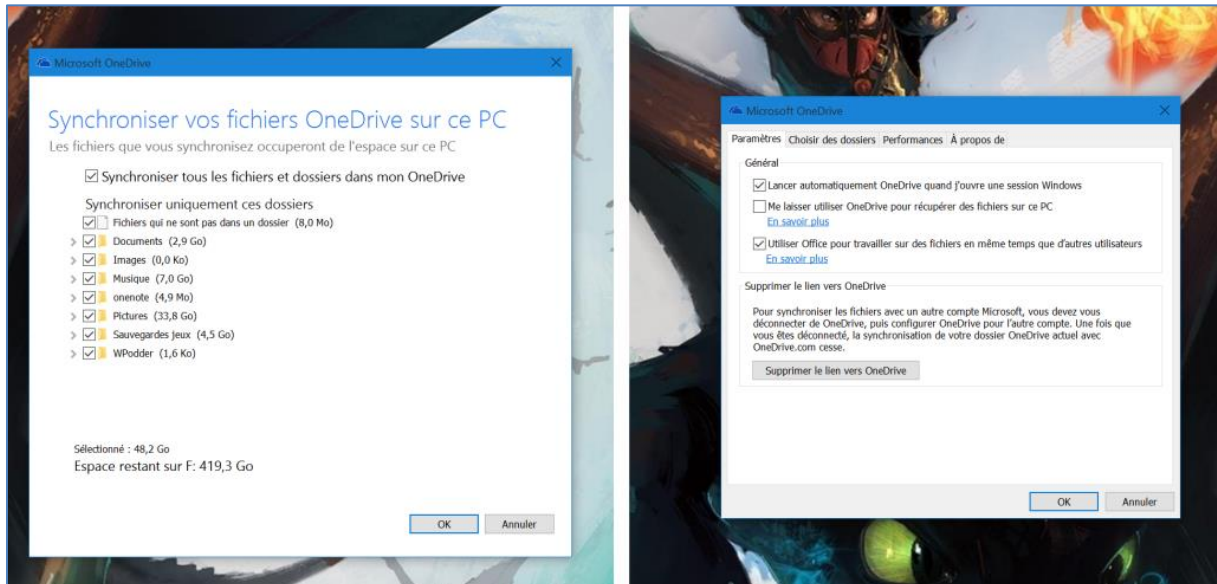 Microsoft OneDrive
Synchroniser vos fichiers OneDrive sur ce PC
Les fichiers que vous synchronisez occuperont de l'espace sur ce PC
Synchroniser tous les fichiers et dossiers dans mon OneDrive
Synchroniser uniquement ces dossiers
Fichiers qui ne sont pas dans un dossier (8,0 Mo)
Documents (2,9 Go)
Images (0,0 Ko)
Musique (7,0 Go)
onenote (4,9 Mo)
Pictures (33,8 Go)
Sauvegardes jeux (4,5 Go)
WPodder (1,6 Ko)
Sélectionné : 48,2 Go
Espace restant sur F: 419,3 Go
OK Annuler
Microsoft OneDrive
Paramètres Choisir des dossiers Performances À propos de
Général
Lancer automatiquement OneDrive quand j'ouvre une session Windows
Me laisser utiliser OneDrive pour récupérer des fichiers sur ce PC
En savoir plus
Utiliser Office pour travailler sur des fichiers en même temps que d'autres utilisateurs
En savoir plus
Supprimer le lien vers OneDrive
Pour synchroniser les fichiers avec un autre compte Microsoft, vous devez vous
déconnecter de OneDrive, puis configurer OneDrive pour l'autre compte. Une fois que
vous êtes déconnecté, la synchronisation de votre dossier OneDrive actuel avec
OneDrive.com cesse.
Supprimer le lien vers OneDrive
OK Annuler